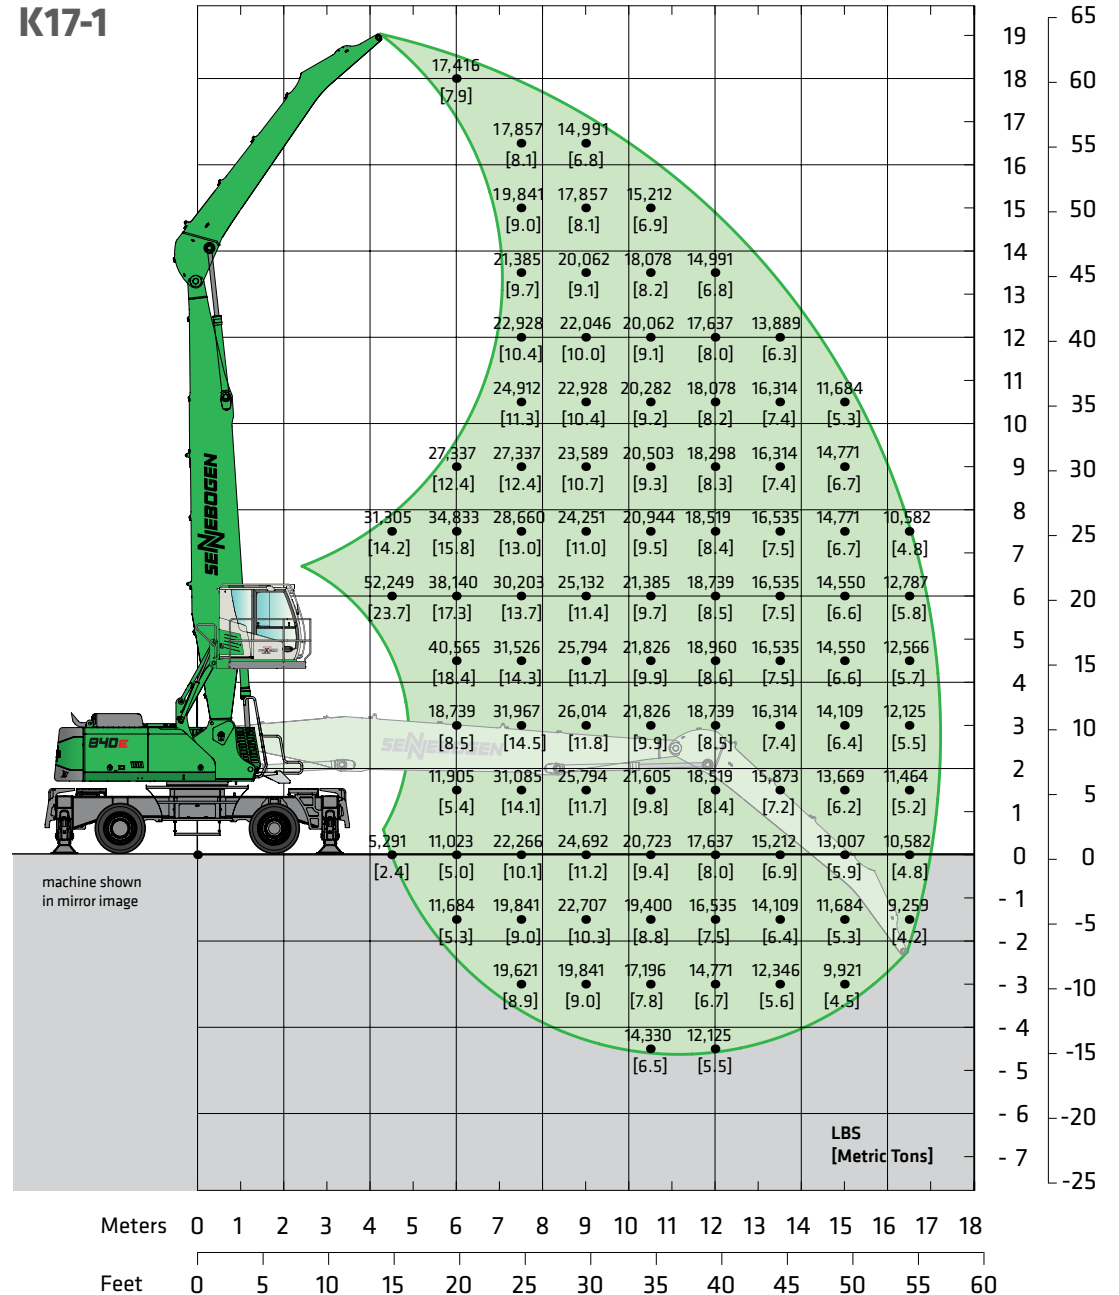 K17-1
19
65
17,416
[7.9]
18
60
17
17,857 14,991
[8.1] [6.8]
55
16
19,841 17,857 15,212
[9.0] [8.1] [6.9]
15
50
14
21,385 20,062 18,078 14,991
[9.7] [9.1] [8.2] [6.8]
45
13
22,928 22,046 20,062 17,637 13,889
[10.4] [10.0] [9.1] [8.0] [6.3]
12
40
11
24,912 22,928 20,282 18,078 16,314 11,684
[11.3] [10.4] [9.2] [8.2] [7.4] [5.3]
35
10
27,337 27,337 23,589 20,503 18,298 16,314 14,771
[12.4] [12.4] [10.7] [9.3] [8.3] [7.4] [6.7]
9
30
SENNEBOGEN
8
31,305 34,833 28,660 24,251 20,944 18,519 16,535 14,771 10,582
[14.2] [15.8] [13.0] [11.0] [9.5] [8.4] [7.5] [6.7] [4.8]
25
7
52,249 38,140 30,203 25,132 21,385 18,739 16,535 14,550 12,787
[23.7] [17.3] [13.7] [11.4] [9.7] [8.5] [7.5] [6.6] [5.8]
6
20
5
40,565 31,526 25,794 21,826 18,960 16,535 14,550 12,566
[18.4] [14.3] [11.7] [9.9] [8.6] [7.5] [6.6] [5.7]
15
4
18,739 31,967 26,014 21,826 18,739 16,314 14,109 12,125
[8.5] [14.5] [11.8] [9.9] [8.5] [7.4] [6.4] [5.5]
3
10
840E
SENNEBOGEN
2
11,905 31,085 25,794 21,605 18,519 15,873 13,669 11,464
[5.4] [14.1] [11.7] [9.8] [8.4] [7.2] [6.2] [5.2]
5
1
5,291 11,023 22,266 24,692 20,723 17,637 15,212 13,007 10,582
[2.4] [5.0] [10.1] [11.2] [9.4] [8.0] [6.9] [5.9] [4.8]
0
0
machine shown
in mirror image
11,684 19,841 22,707 19,400 16,535 14,109 11,684 9,259
[5.3] [9.0] [10.3] [8.8] [7.5] [6.4] [5.3] [4.2]
- 1
-5
- 2
19,621 19,841 17,196 14,771 12,346 9,921
[8.9] [9.0] [7.8] [6.7] [5.6] [4.5]
- 3
-10
- 4
14,330 12,125
[6.5] [5.5]
-15
- 5
- 6
-20
LBS
[Metric Tons]
- 7
-25
Meters 0 1 2 3 4 5 6 7 8 9 10 11 12 13 14 15 16 17 18
Feet 0 5 10 15 20 25 30 35 40 45 50 55 60